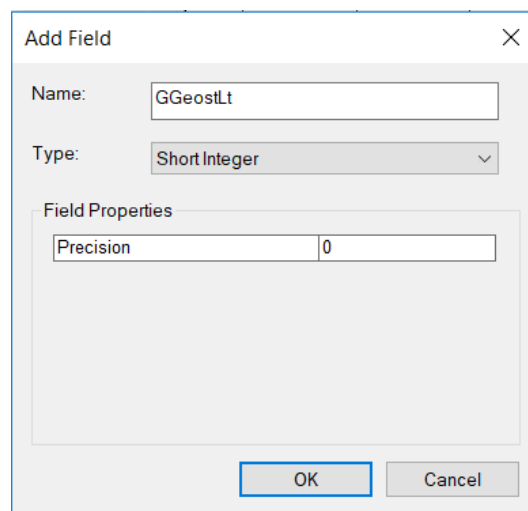 Add Field
Name: GGeostLt
Type: Short Integer
Field Properties
Precision 0
OK Cancel